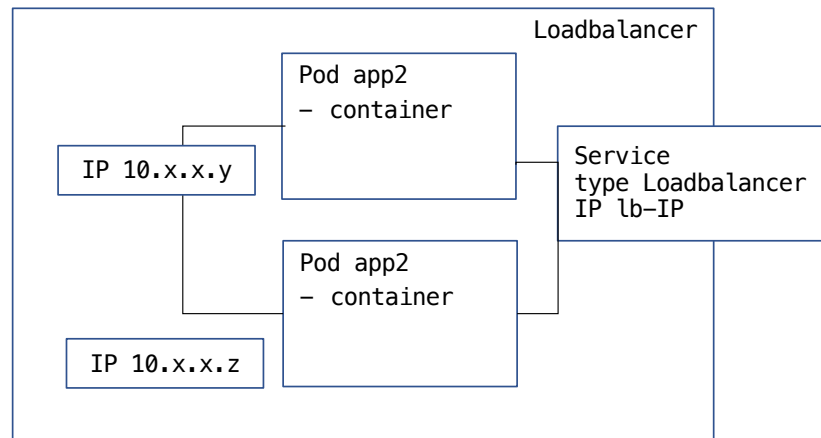 Loadbalancer
Pod app2
– container
IP 10.x.x.y
Service
type Loadbalancer
IP lb–IP
Pod app2
– container
IP 10.x.x.z